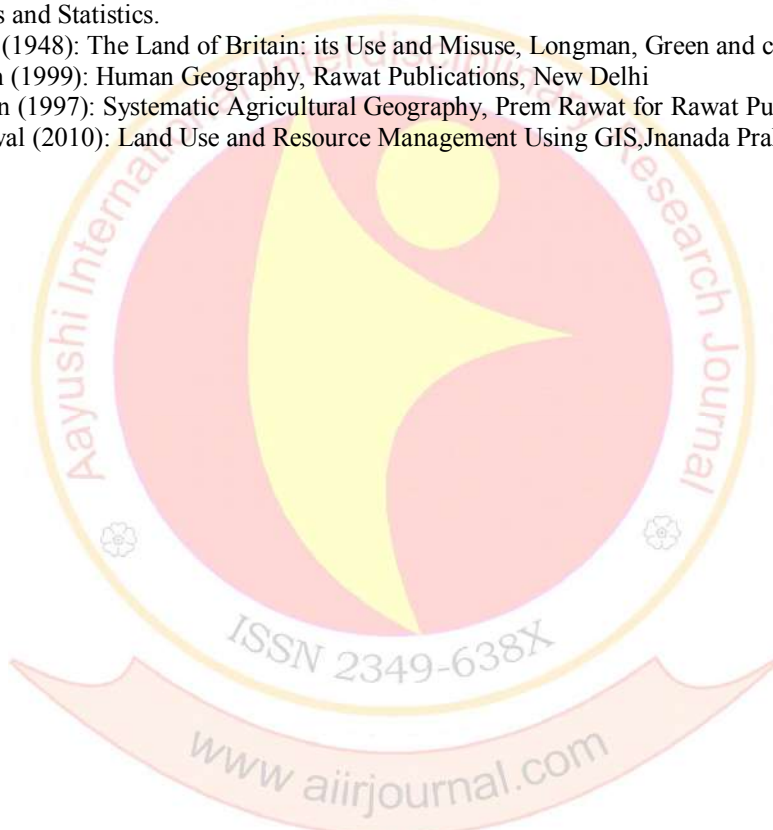 s and Statistics.
(1948): The Land of Britain: its Use and Misuse, Longman, Green and c
n (1999): Human Geography, Rawat Publications, New Delhi
n (1997): Systematic Agricultural Geography, Prem Rawat for Rawat Pu
val (2010): Land Use and Resource Management Using GIS,Jnanada Pra
Aayushi International Interdisciplinary Research Journal
ISSN 2349-638X
www aiirjournal.com